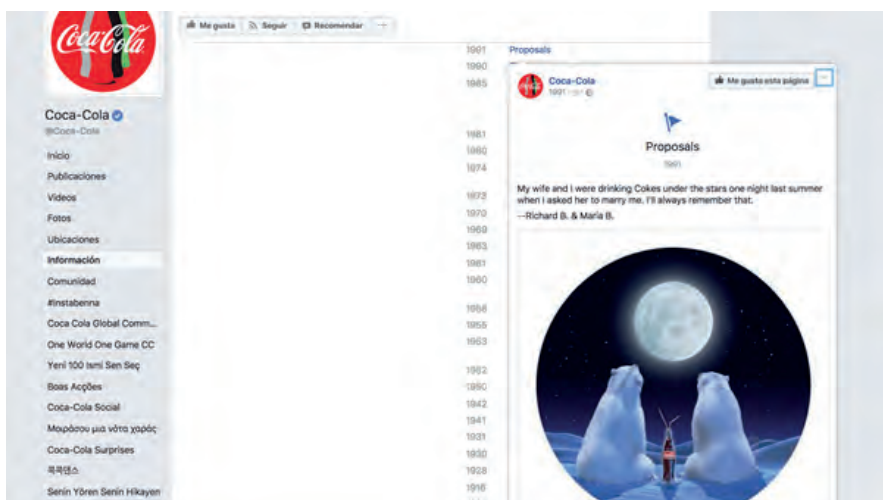 Coca-Cola
Me gusta Seguir Recomendar ...
Coca-Cola
@Coca-Cola
Inicio
Publicaciones
Videos
Fotos
Ubicaciones
Información
Comunidad
#instabenna
Coca Cola Global Comm...
One World One Game CC
Yeni 100 Ismi Sen Seç
Boas Acções
Coca-Cola Social
Μοιράσου μια νότα χαράς
Coca-Cola Surprises
콕콕댄스
Senin Yören Senin Hikayen
1991 Proposals
1990
1985
1981
1980
1974
1973
1970
1969
1963
1961
1960
1956
1955
1953
1952
1950
1942
1941
1931
1930
1928
1916
Coca-Cola
1991
Me gusta esta página ...
Proposals
1991
My wife and I were drinking Cokes under the stars one night last summer
when I asked her to marry me. I'll always remember that.
--Richard B. & Maria B.